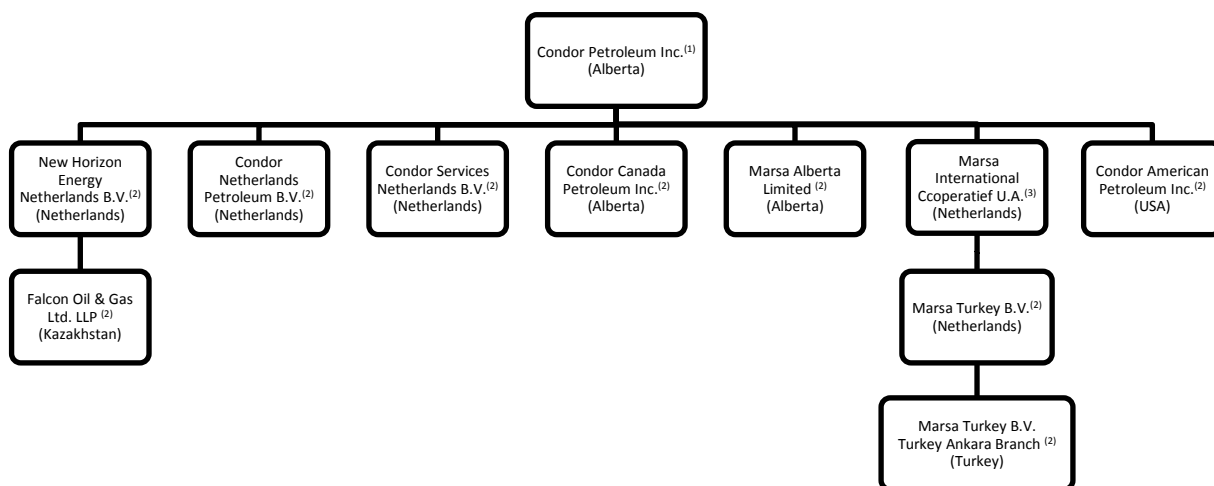 Condor Petroleum Inc.(1)
(Alberta)
New Horizon
Energy
Netherlands B.V.(2)
(Netherlands)
Condor
Netherlands
Petroleum B.V.(2)
(Netherlands)
Condor Services
Netherlands B.V.(2)
(Netherlands)
Condor Canada
Petroleum Inc.(2)
(Alberta)
Marsa Alberta
Limited (2)
(Alberta)
Marsa
International
Ccoperatief U.A.(3)
(Netherlands)
Condor American
Petroleum Inc.(2)
(USA)
Falcon Oil & Gas
Ltd. LLP (2)
(Kazakhstan)
Marsa Turkey B.V.(2)
(Netherlands)
Marsa Turkey B.V.
Turkey Ankara Branch (2)
(Turkey)